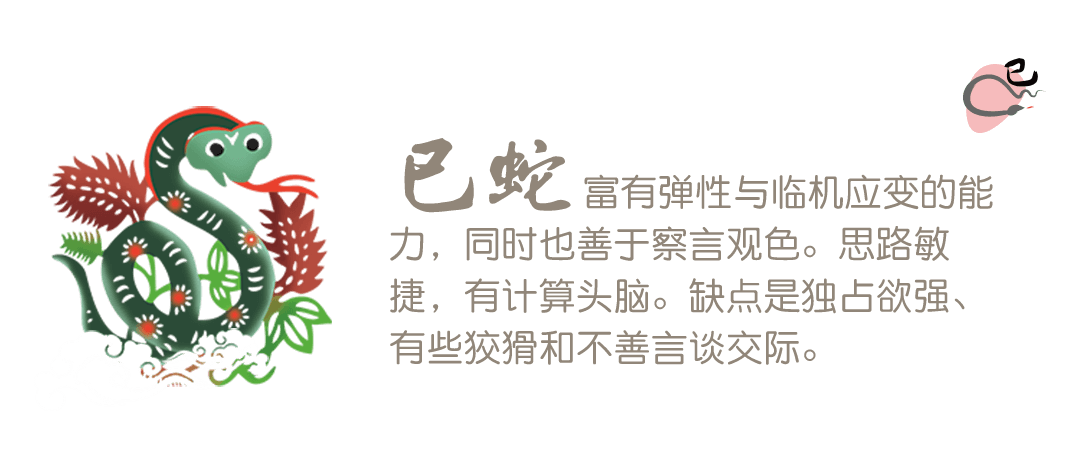 巳
巳蛇富有弹性与临机应变的能
力，同时也善于察言观色。思路敏
捷，有计算头脑。缺点是独占欲强、
有些狡猾和不善言谈交际。